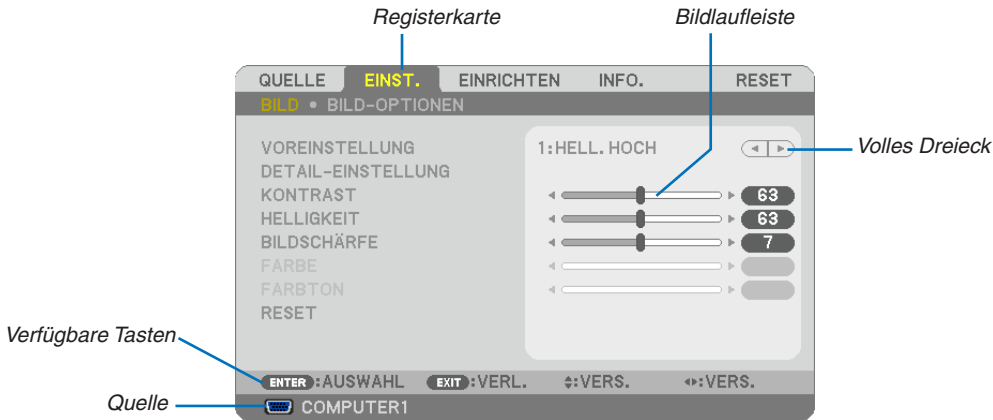 Registerkarte Bildlaufleiste
QUELLE EINST. EINRICHTEN INFO. RESET
BILD • BILD-OPTIONEN
VOREINSTELLUNG 1:HELL. HOCH Volles Dreieck
DETAIL-EINSTELLUNG
KONTRAST 63
HELLIGKEIT 63
BILDSCHÄRFE 7
FARBE
FARBTON
RESET
Verfügbare Tasten
ENTER :AUSWAHL EXIT :VERL. :VERS. :VERS.
Quelle COMPUTER1